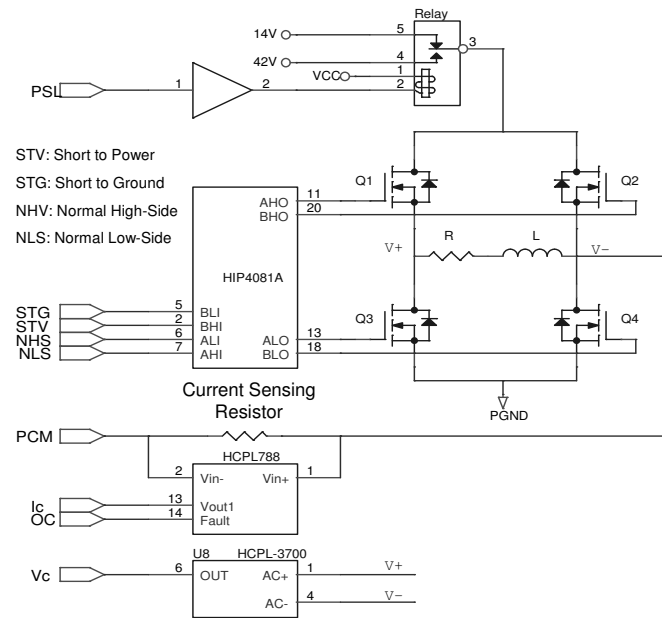 Relay
14V
5
3
42V
4
VCC
1
PSL
1
2
2
STV: Short to Power
STG: Short to Ground
NHV: Normal High-Side
NLS: Normal Low-Side
AHO
11
BHO
20
Q1
Q2
HIP4081A
V+
R
L
V-
STG
5
BLI
STV
2
BHI
NHS
6
ALI
NLS
7
AHI
ALO
13
BLO
18
Q3
Q4
PGND
Current Sensing
Resistor
PCM
HCPL788
2
Vin-
Vin+
1
Ic
13
Vout1
OC
14
Fault
U8
HCPL-3700
Vc
6
OUT
AC+
1
V+
AC-
4
V-